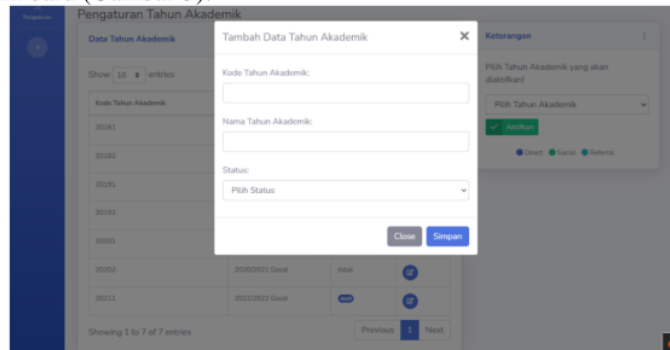 Pengaturan
Pengaturan Tahun Akademik
Data Tahun Akademik
Show 10 entries
Kode Tahun Akademik
20181
20182
20191
20192
20201
20202 2020/2021 Genap tidak
20211 2021/2022 Gasal
Showing 1 to 7 of 7 entries
Previous 1 Next
Tambah Data Tahun Akademik
Kode Tahun Akademik:
Nama Tahun Akademik:
Status:
Pilih Status
Close Simpan
Keterangan
Pilih Tahun Akademik yang akan
diaktifkan!
Pilih Tahun Akademik
Aktifkan
Direct Social Referral